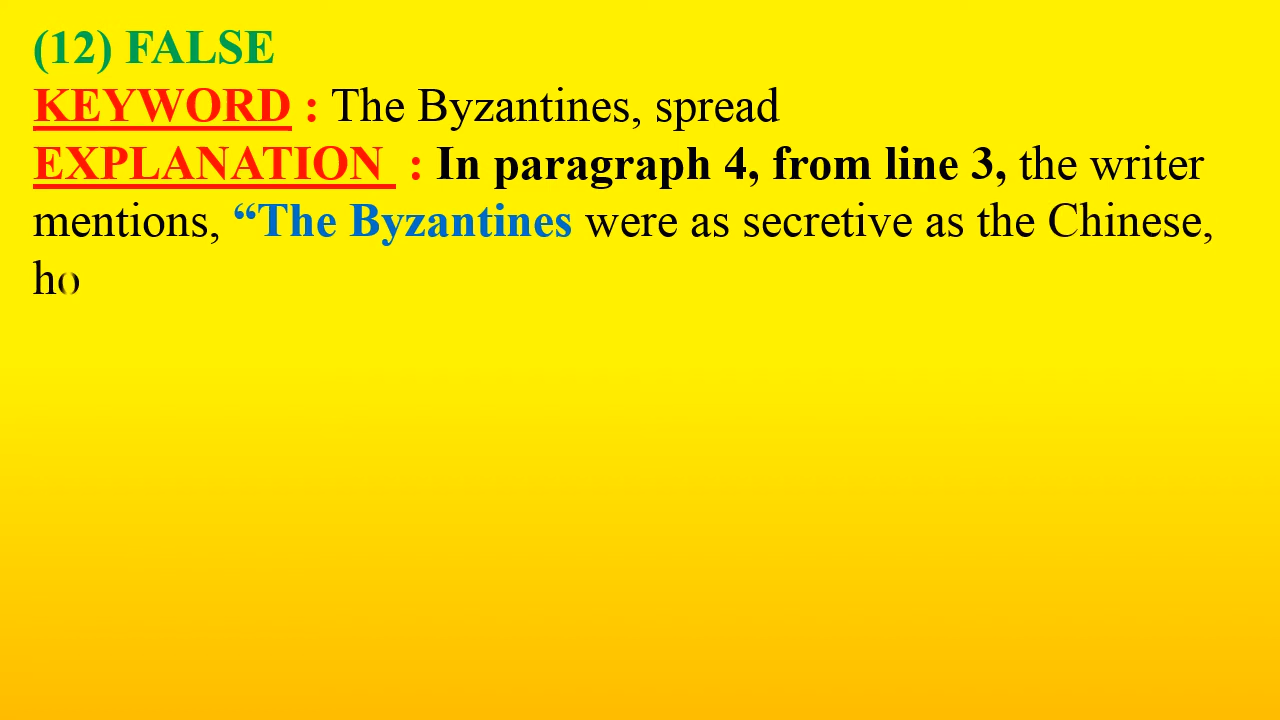 (12) FALSE
KEYWORD : The Byzantines, spread
EXPLANATION : In paragraph 4, from line 3, the writer
mentions, “The Byzantines were as secretive as the Chinese,
ho